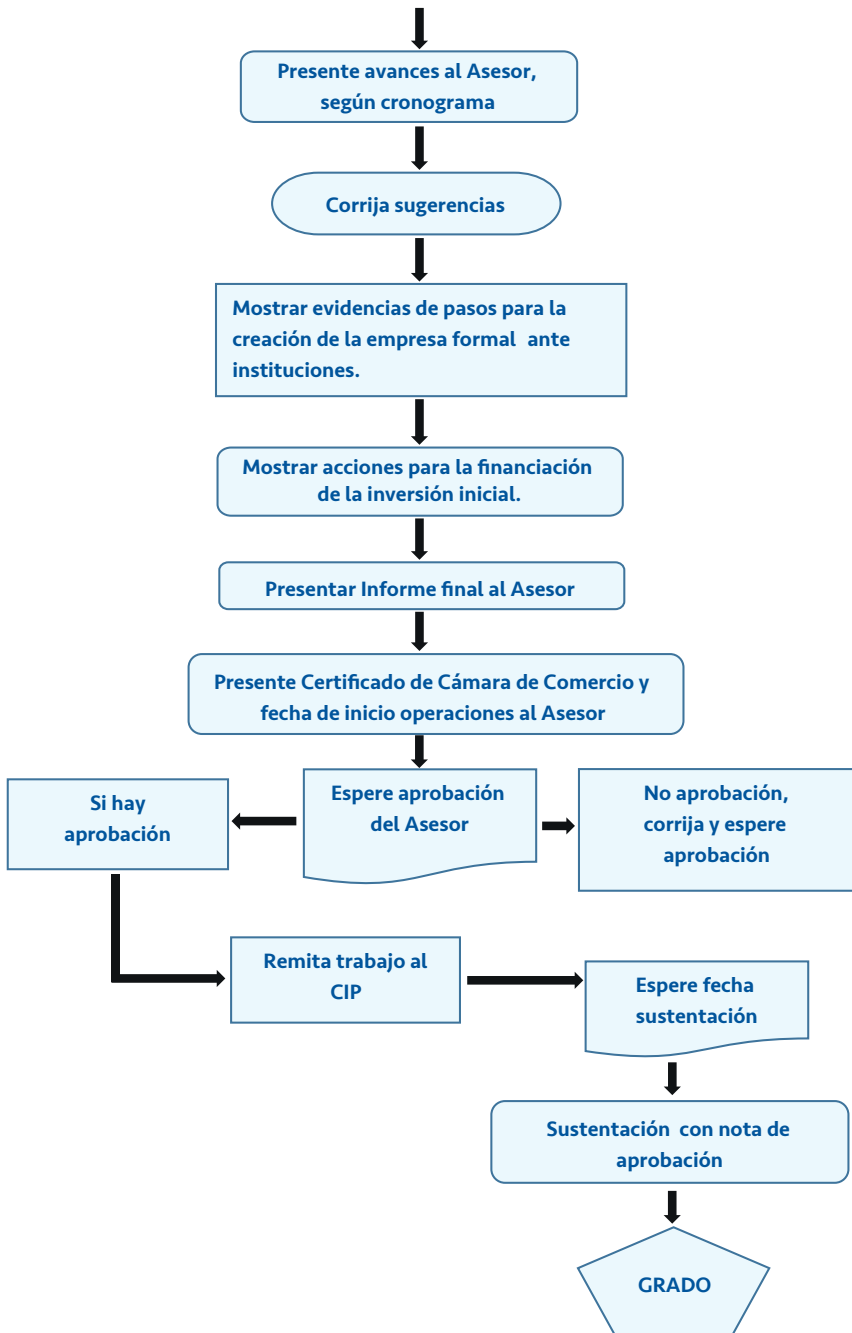 Presente avances al Asesor,
según cronograma
Corrija sugerencias
Mostrar evidencias de pasos para la
creación de la empresa formal ante
instituciones.
Mostrar acciones para la financiación
de la inversión inicial.
Presentar Informe final al Asesor
Presente Certificado de Cámara de Comercio y
fecha de inicio operaciones al Asesor
Espere aprobación
del Asesor
Si hay
aprobación
No aprobación,
corrija y espere
aprobación
Remita trabajo al
CIP
Espere fecha
sustentación
Sustentación con nota de
aprobación
GRADO